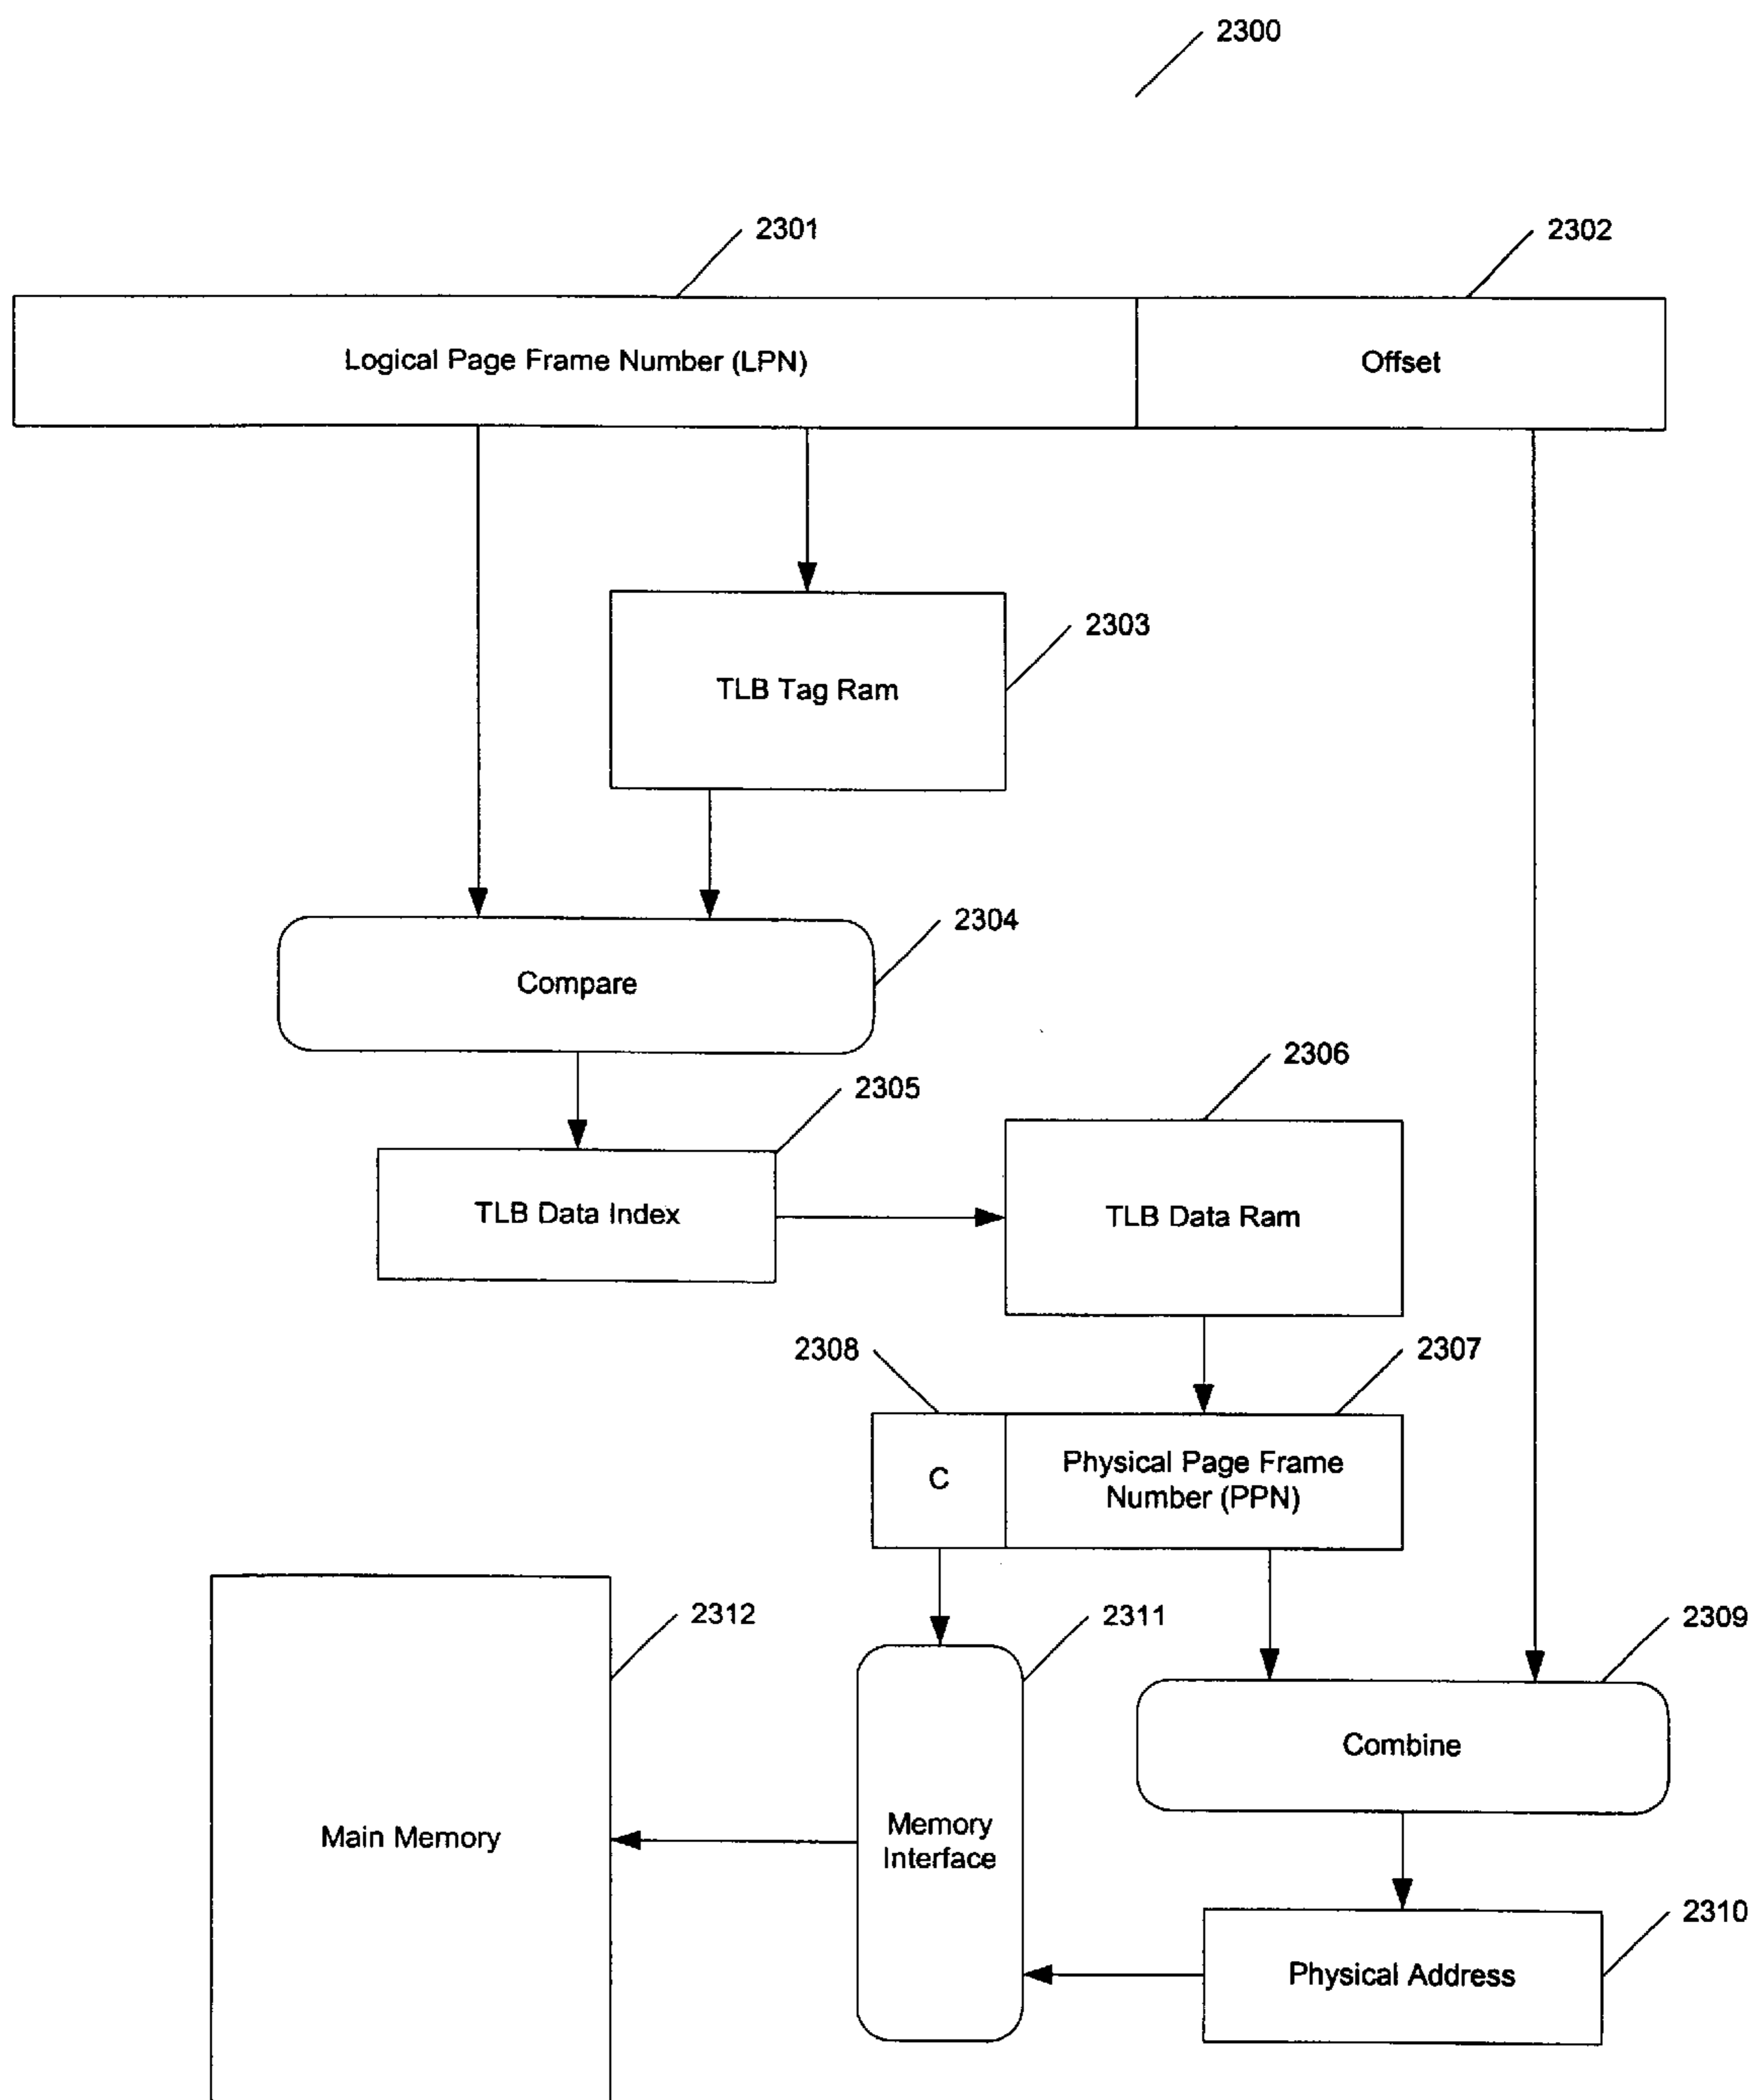 2300
2301
2302
Logical Page Frame Number (LPN)
Offset
2303
TLB Tag Ram
2304
Compare
2306
2305
TLB Data Index
TLB Data Ram
2308
2307
C
Physical Page Frame
Number (PPN)
2312
2311
2309
Combine
Main Memory
Memory
Interface
2310
Physical Address